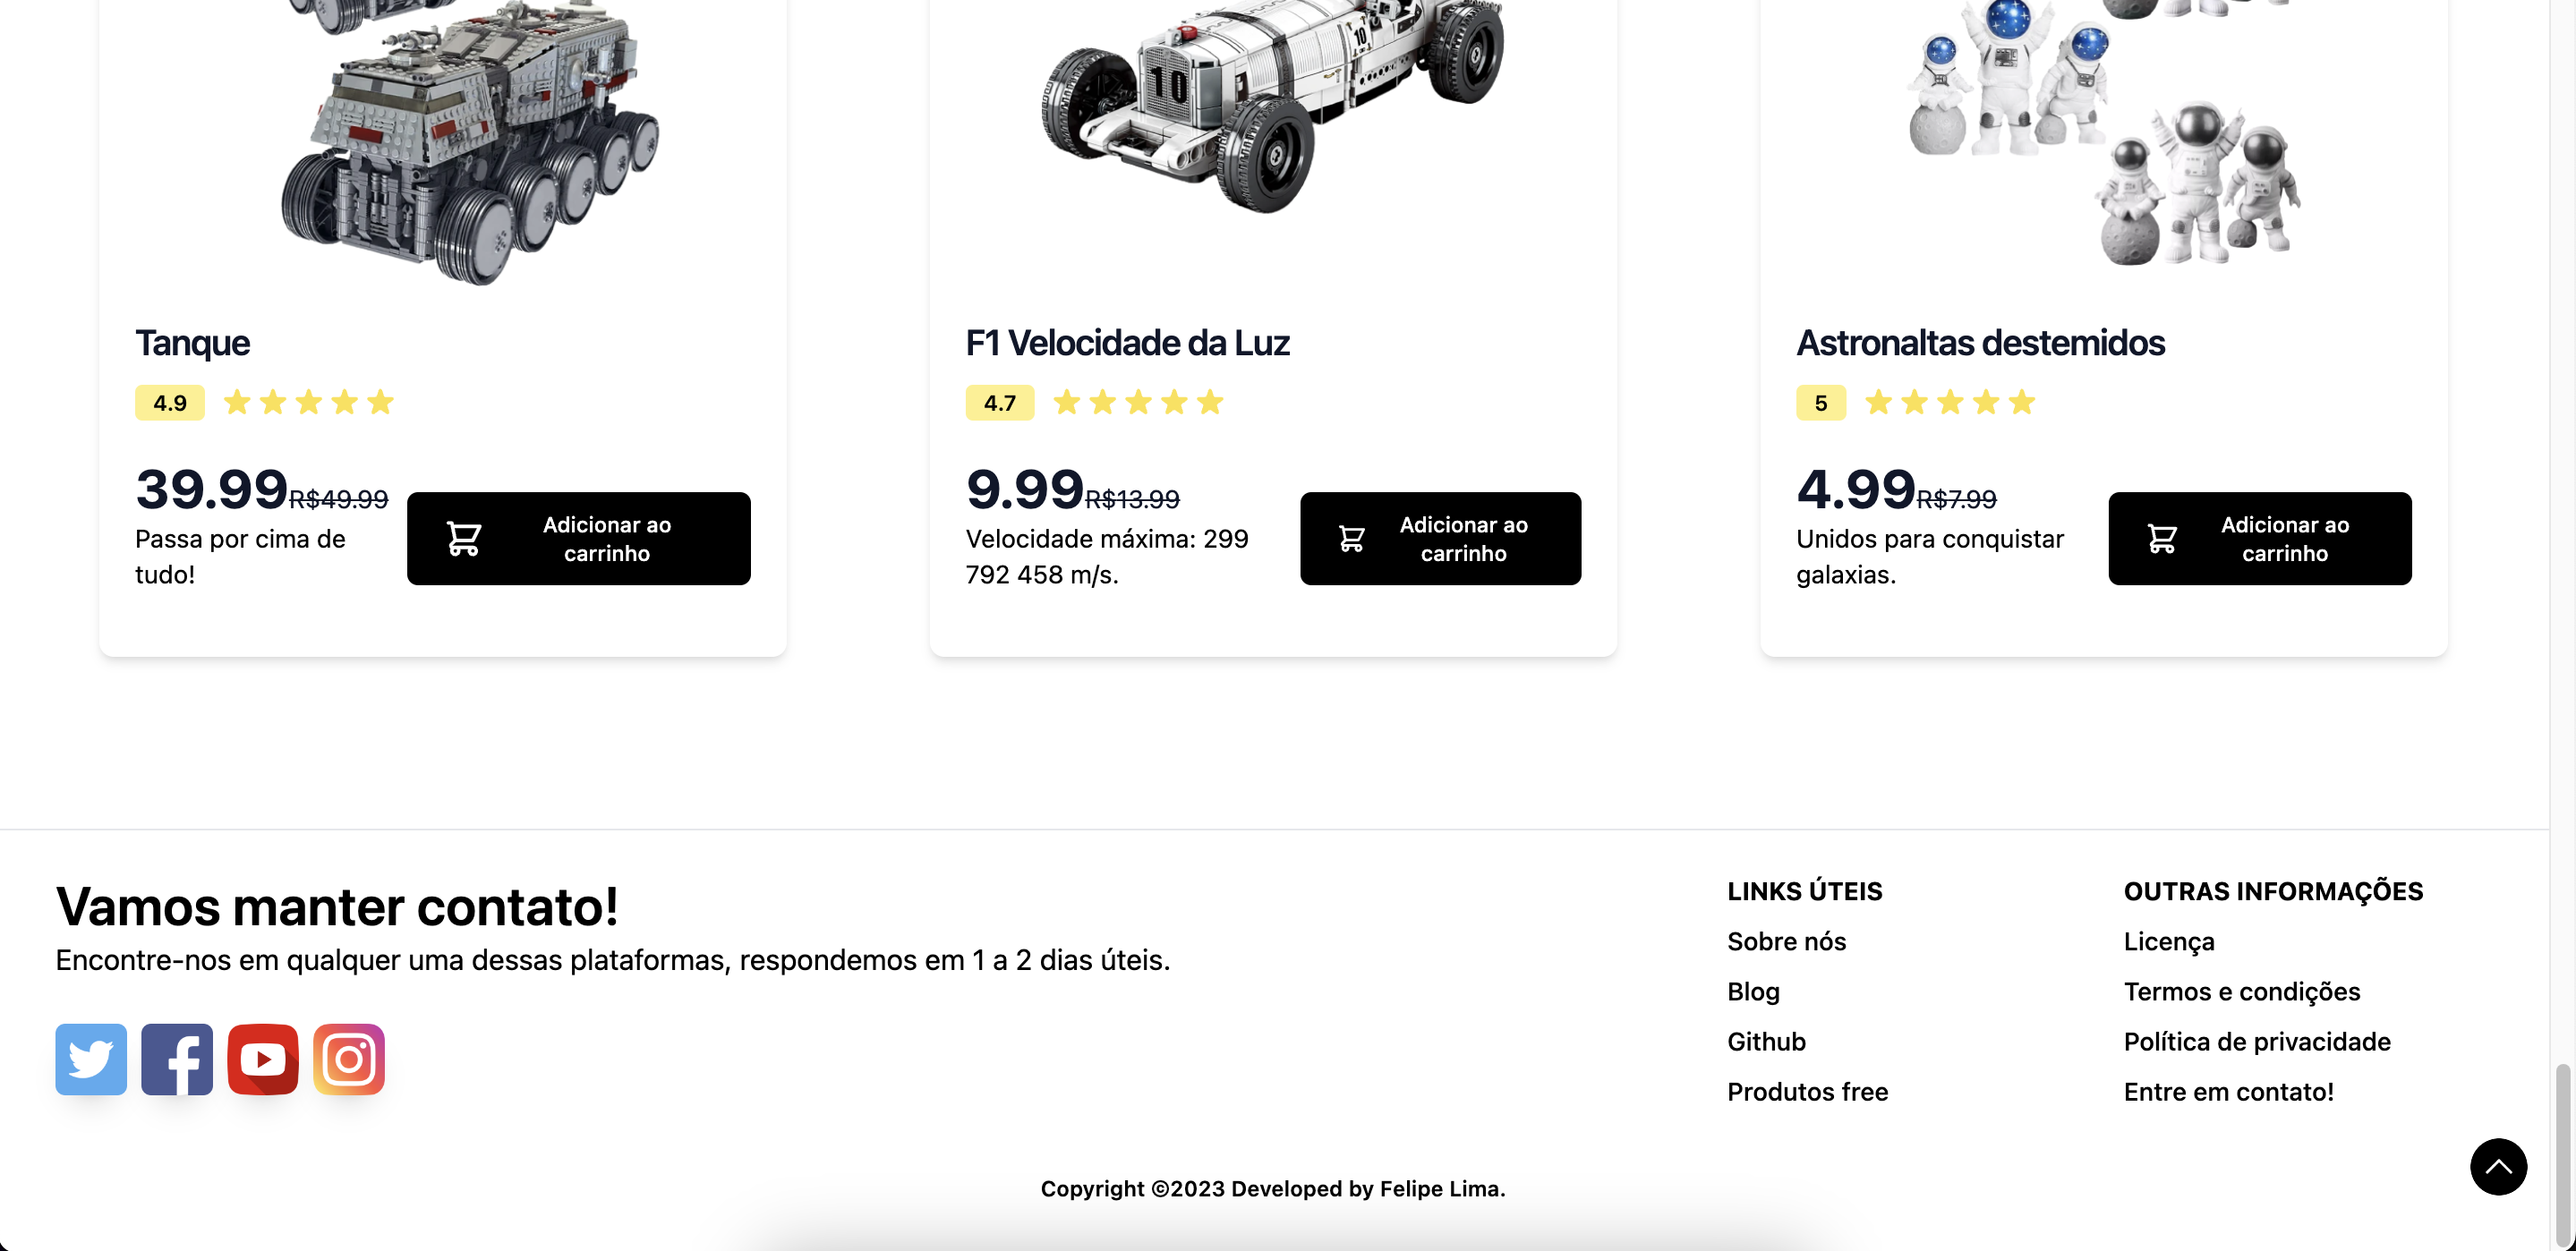 10
10
Tanque
4.9
39.99 R$49.99
Passa por cima de
tudo!
Adicionar ao
carrinho
F1 Velocidade da Luz
4.7
9.99 R$13.99
Velocidade máxima: 299
792 458 m/s.
Adicionar ao
carrinho
Astronaltas destemidos
5
4.99 R$7.99
Unidos para conquistar
galaxias.
Adicionar ao
carrinho
Vamos manter contato!
Encontre-nos em qualquer uma dessas plataformas, respondemos em 1 a 2 dias úteis.
LINKS ÚTEIS
Sobre nós
Blog
Github
Produtos free
OUTRAS INFORMAÇÕES
Licença
Termos e condições
Política de privacidade
Entre em contato!
Copyright ©2023 Developed by Felipe Lima.